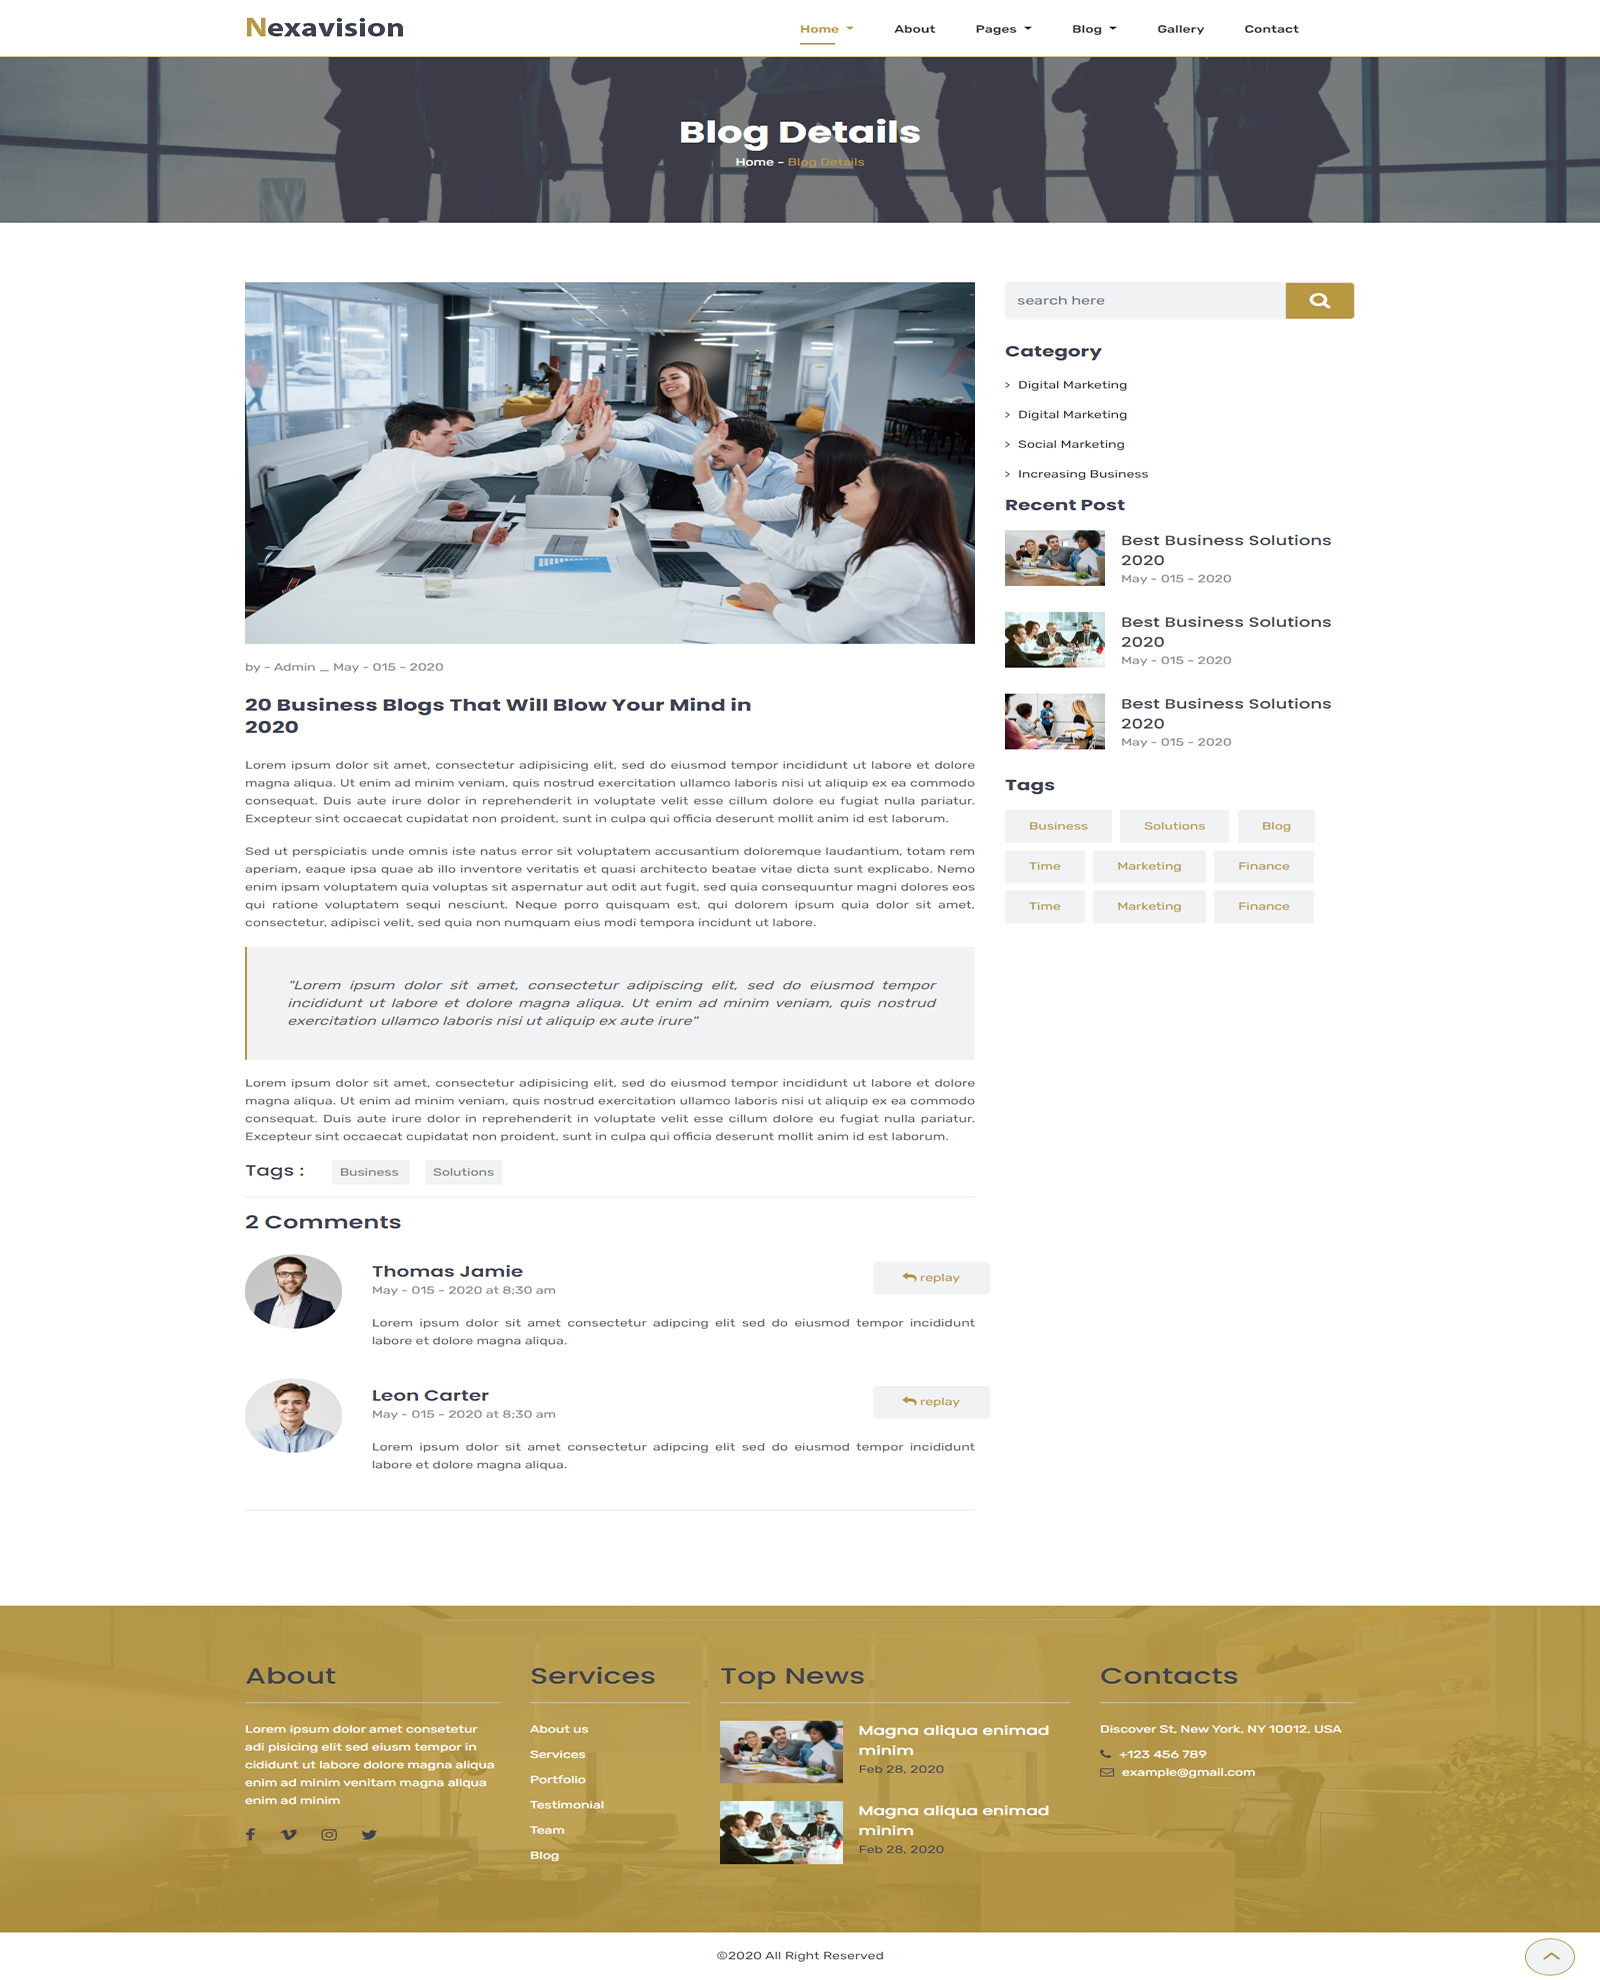 Nexavision
Home About Pages Blog Gallery Contact
Blog Details
Home - Blog Details
search here
Category
Digital Marketing
Digital Marketing
Social Marketing
Increasing Business
Recent Post
Best Business Solutions
2020
May - 015 - 2020
Best Business Solutions
2020
May - 015 - 2020
Best Business Solutions
2020
May - 015 - 2020
Tags
Business Solutions Blog
Time Marketing Finance
Time Marketing Finance
by - Admin _ May - 015 - 2020
20 Business Blogs That Will Blow Your Mind in
2020
Lorem ipsum dolor sit amet, consectetur adipisicing elit, sed do eiusmod tempor incididunt ut labore et dolore
magna aliqua. Ut enim ad minim veniam, quis nostrud exercitation ullamco laboris nisi ut aliquip ex ea commodo
consequat. Duis aute irure dolor in reprehenderit in voluptate velit esse cillum dolore eu fugiat nulla pariatur.
Excepteur sint occaecat cupidatat non proident, sunt in culpa qui officia deserunt mollit anim id est laborum.
Sed ut perspiciatis unde omnis iste natus error sit voluptatem accusantium doloremque laudantium, totam rem
aperiam, eaque ipsa quae ab illo inventore veritatis et quasi architecto beatae vitae dicta sunt explicabo. Nemo
enim ipsam voluptatem quia voluptas sit aspernatur aut odit aut fugit, sed quia consequuntur magni dolores eos
qui ratione voluptatem sequi nesciunt. Neque porro quisquam est, qui dolorem ipsum quia dolor sit amet,
consectetur, adipisci velit, sed quia non numquam eius modi tempora incidunt ut labore.
"Lorem ipsum dolor sit amet, consectetur adipiscing elit, sed do eiusmod tempor
incididunt ut labore et dolore magna aliqua. Ut enim ad minim veniam, quis nostrud
exercitation ullamco laboris nisi ut aliquip ex aute irure"
Lorem ipsum dolor sit amet, consectetur adipisicing elit, sed do eiusmod tempor incididunt ut labore et dolore
magna aliqua. Ut enim ad minim veniam, quis nostrud exercitation ullamco laboris nisi ut aliquip ex ea commodo
consequat. Duis aute irure dolor in reprehenderit in voluptate velit esse cillum dolore eu fugiat nulla pariatur.
Excepteur sint occaecat cupidatat non proident, sunt in culpa qui officia deserunt mollit anim id est laborum.
Tags : Business Solutions
2 Comments
Thomas Jamie
May - 015 - 2020 at 8;30 am
replay
Lorem ipsum dolor sit amet consectetur adipcing elit sed do eiusmod tempor incididunt
labore et dolore magna aliqua.
Leon Carter
May - 015 - 2020 at 8;30 am
replay
Lorem ipsum dolor sit amet consectetur adipcing elit sed do eiusmod tempor incididunt
labore et dolore magna aliqua.
About
Lorem ipsum dolor amet consetetur
adi pisicing elit sed eiusm tempor in
cididunt ut labore dolore magna aliqua
enim ad minim venitam magna aliqua
enim ad minim
Services
About us
Services
Portfolio
Testimonial
Team
Blog
Top News
Magna aliqua enimad
minim
Feb 28, 2020
Magna aliqua enimad
minim
Feb 28, 2020
Contacts
Discover St, New York, NY 10012, USA
+123 456 789
example@gmail.com
©2020 All Right Reserved